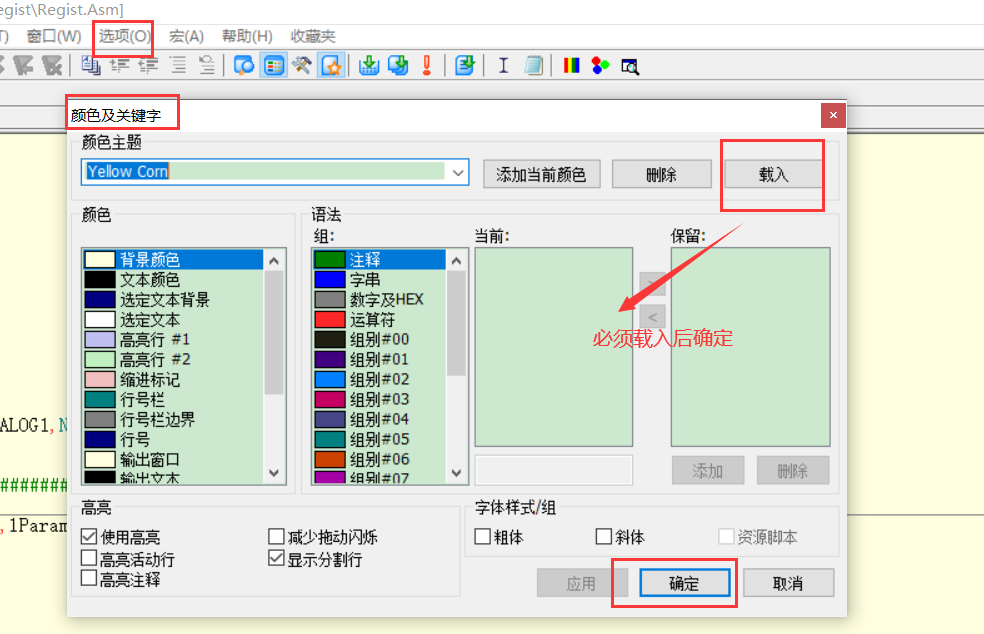 egist\Regist.Asm]
T) 窗口(W) 选项(O) 宏(A) 帮助(H) 收藏夹
颜色及关键字
颜色主题
Yellow Corn 添加当前颜色 删除 载入
颜色 语法
组: 当前: 保留:
背景颜色 注释
文本颜色 字串
选定文本背景 数字及HEX
选定文本 运算符
高亮行 #1 组别#00
高亮行 #2 组别#01
缩进标记 组别#02
行号栏 组别#03
行号栏边界 组别#04
行号 组别#05
输出窗口 组别#06
输出文本 组别#07
> 
<
必须载入后确定
添加 删除
ALOG1,N
#######
,lParam
高亮 字体样式/组
使用高亮 减少拖动闪烁 粗体 斜体 资源脚本
高亮活动行 显示分割行
高亮注释
应用 确定 取消